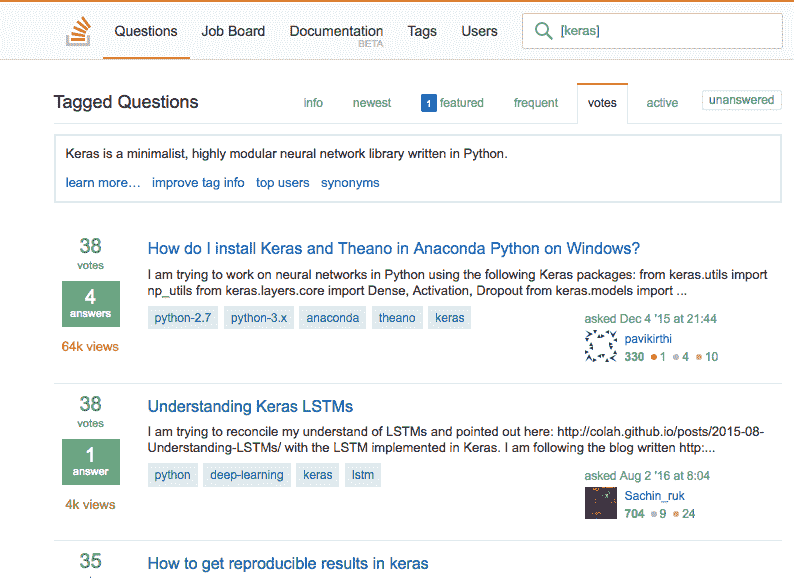 Questions Job Board Documentation Tags Users [keras]
BETA
Tagged Questions info newest 1 featured frequent votes active unanswered
Keras is a minimalist, highly modular neural network library written in Python.
learn more… improve tag info top users synonyms
38
votes
4
answers
64k views
How do I install Keras and Theano in Anaconda Python on Windows?
I am trying to work on neural networks in Python using the following Keras packages: from keras.utils import
np_utils from keras.layers.core import Dense, Activation, Dropout from keras.models import ...
python-2.7 python-3.x anaconda theano keras
asked Dec 4 '15 at 21:44
pavikirthi
330 1 4 10
38
votes
1
answer
4k views
Understanding Keras LSTMs
I am trying to reconcile my understand of LSTMs and pointed out here: http://colah.github.io/posts/2015-08-
Understanding-LSTMs/ with the LSTM implemented in Keras. I am following the blog written http:...
python deep-learning keras lstm
asked Aug 2 '16 at 8:04
Sachin_ruk
704 9 24
35
How to get reproducible results in keras